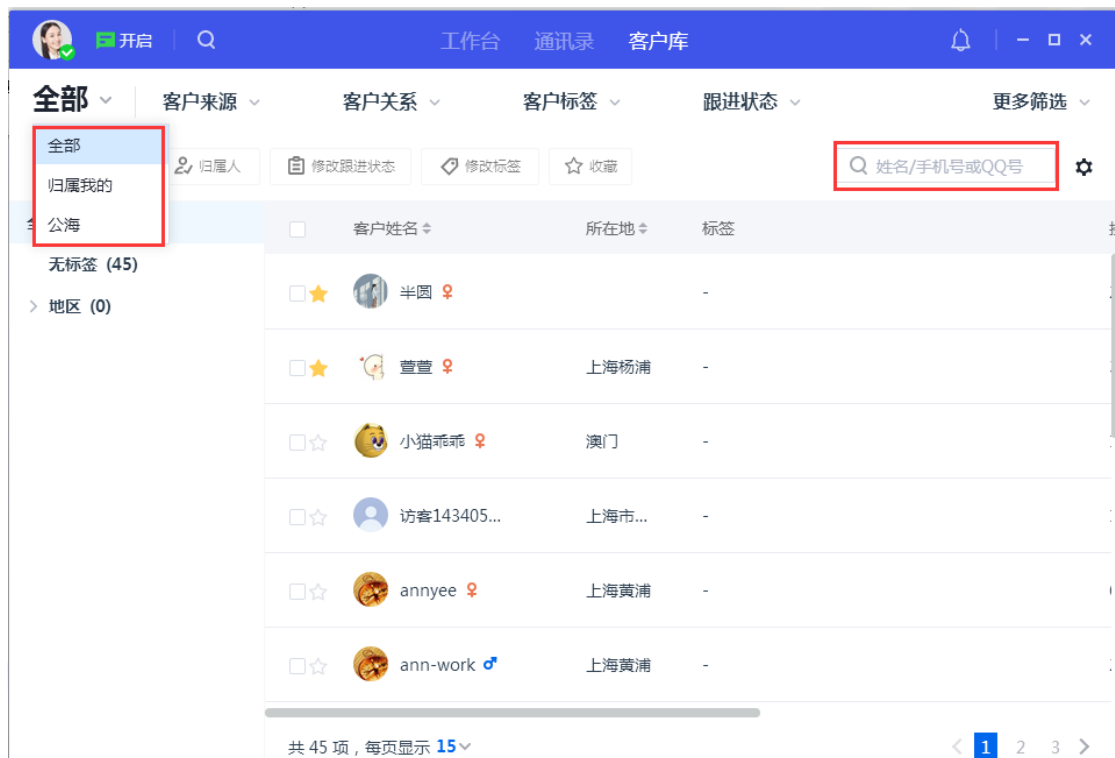 开启 工作台 通讯录 客户库
全部 客户来源 客户关系 客户标签 跟进状态 更多筛选
全部
归属我的
公海
归属人 修改跟进状态 修改标签 收藏 姓名/手机号或QQ号
客户姓名 所在地 标签
无标签 (45)
地区 (0)
半圆 -
萱萱 上海杨浦 -
小猫乖乖 澳门 -
访客143405... 上海市... -
annyee 上海黄浦 -
ann-work 上海黄浦 -
共 45 项，每页显示 15
1 2 3